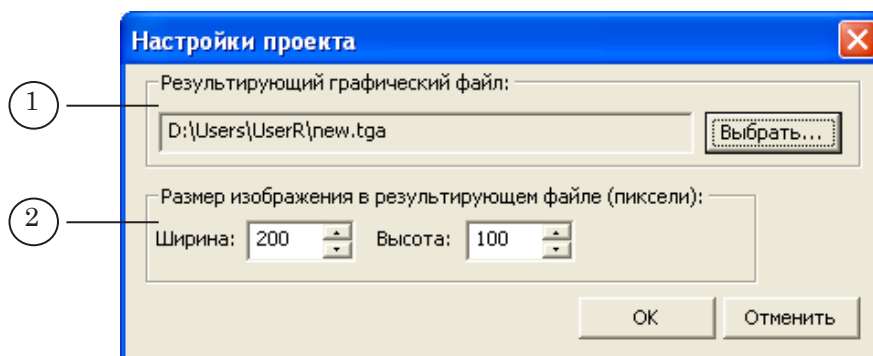 Настройки проекта
1
Результирующий графический файл:
D:\Users\UserR\new.tga
Выбрать...
2
Размер изображения в результирующем файле (пиксели):
Ширина: 200 Высота: 100
OK Отменить